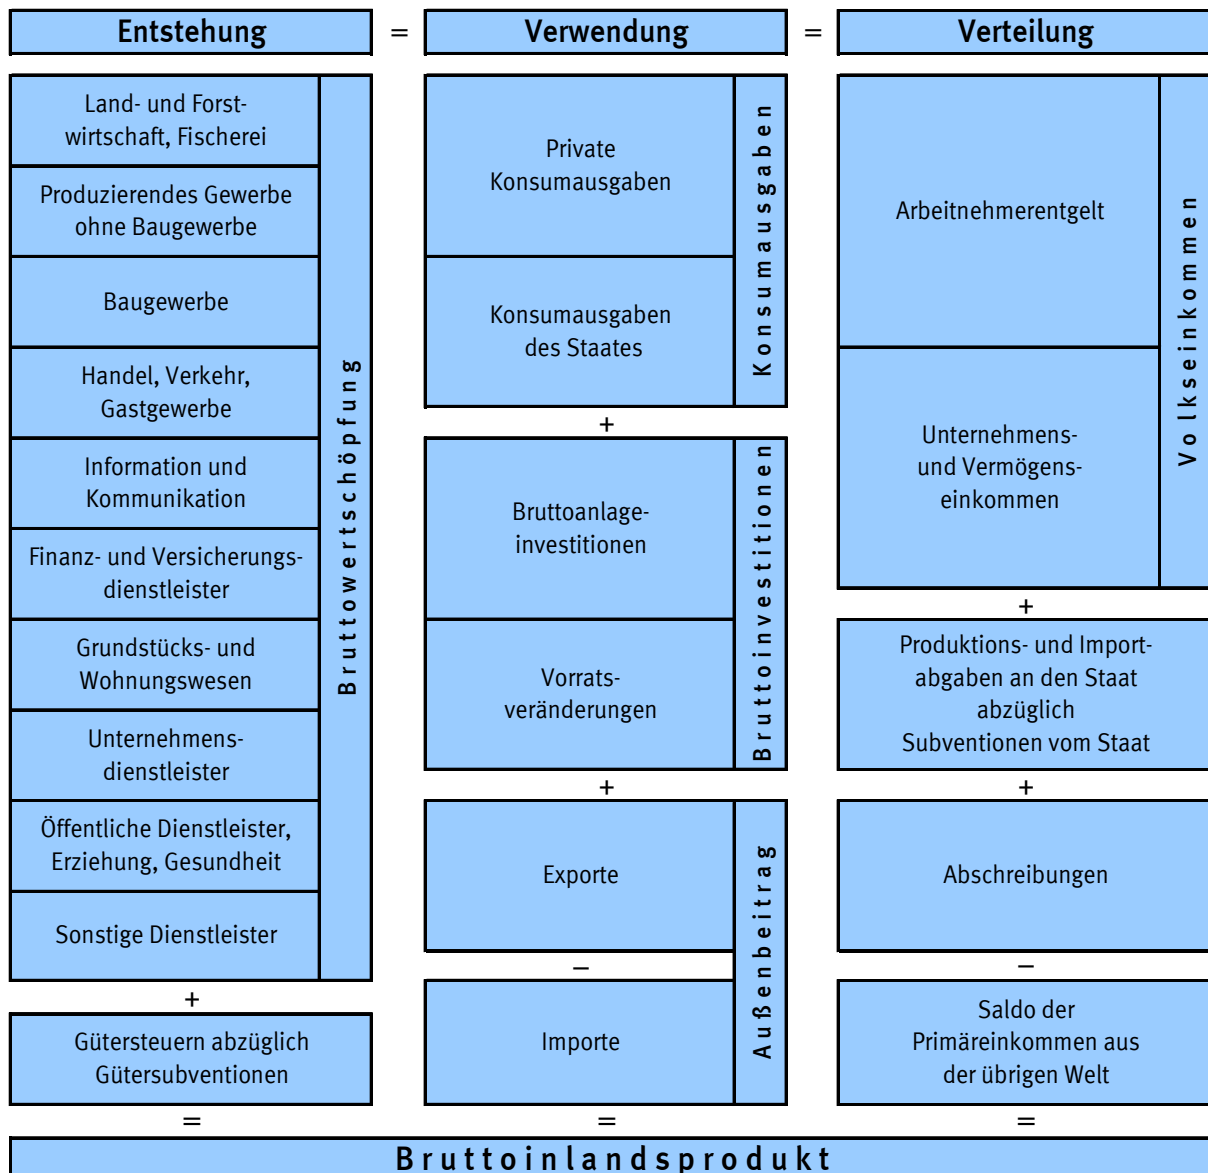 Entstehung = Verwendung = Verteilung
Land- und Forst-
wirtschaft, Fischerei
Produzierendes Gewerbe
ohne Baugewerbe
Baugewerbe
Handel, Verkehr,
Gastgewerbe
Information und
Kommunikation
Finanz- und Versicherungs-
dienstleister
Grundstücks- und
Wohnungswesen
Unternehmens-
dienstleister
Öffentliche Dienstleister,
Erziehung, Gesundheit
Sonstige Dienstleister
Bruttowertschöpfung
+
Gütersteuern abzüglich
Gütersubventionen
=
Private
Konsumausgaben
Konsumausgaben
des Staates
Konsumausgaben
+
Bruttoanlage-
investitionen
Vorrats-
veränderungen
Bruttoinvestitionen
+
Exporte
–
Importe
Außenbeitrag
=
Arbeitnehmerentgelt
Unternehmens-
und Vermögens-
einkommen
Volkseinkommen
+
Produktions- und Import-
abgaben an den Staat
abzüglich
Subventionen vom Staat
+
Abschreibungen
–
Saldo der
Primäreinkommen aus
der übrigen Welt
=
Bruttoinlandsprodukt